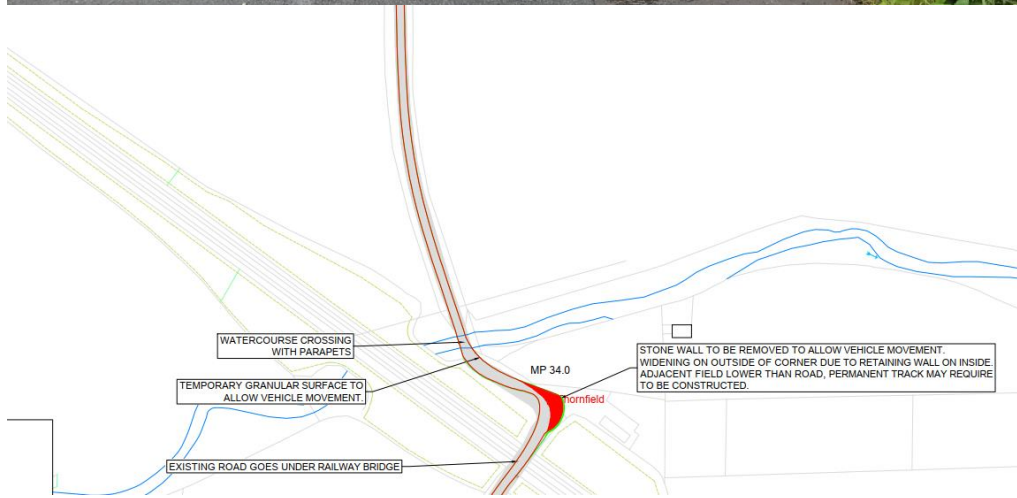 WATERCOURSE CROSSING
WITH PARAPETS
TEMPORARY GRANULAR SURFACE TO
ALLOW VEHICLE MOVEMENT.
MP 34.0
STONE WALL TO BE REMOVED TO ALLOW VEHICLE MOVEMENT.
WIDENING ON OUTSIDE OF CORNER DUE TO RETAINING WALL ON INSIDE.
ADJACENT FIELD LOWER THAN ROAD, PERMANENT TRACK MAY REQUIRE
TO BE CONSTRUCTED.
hornfield
EXISTING ROAD GOES UNDER RAILWAY BRIDGE